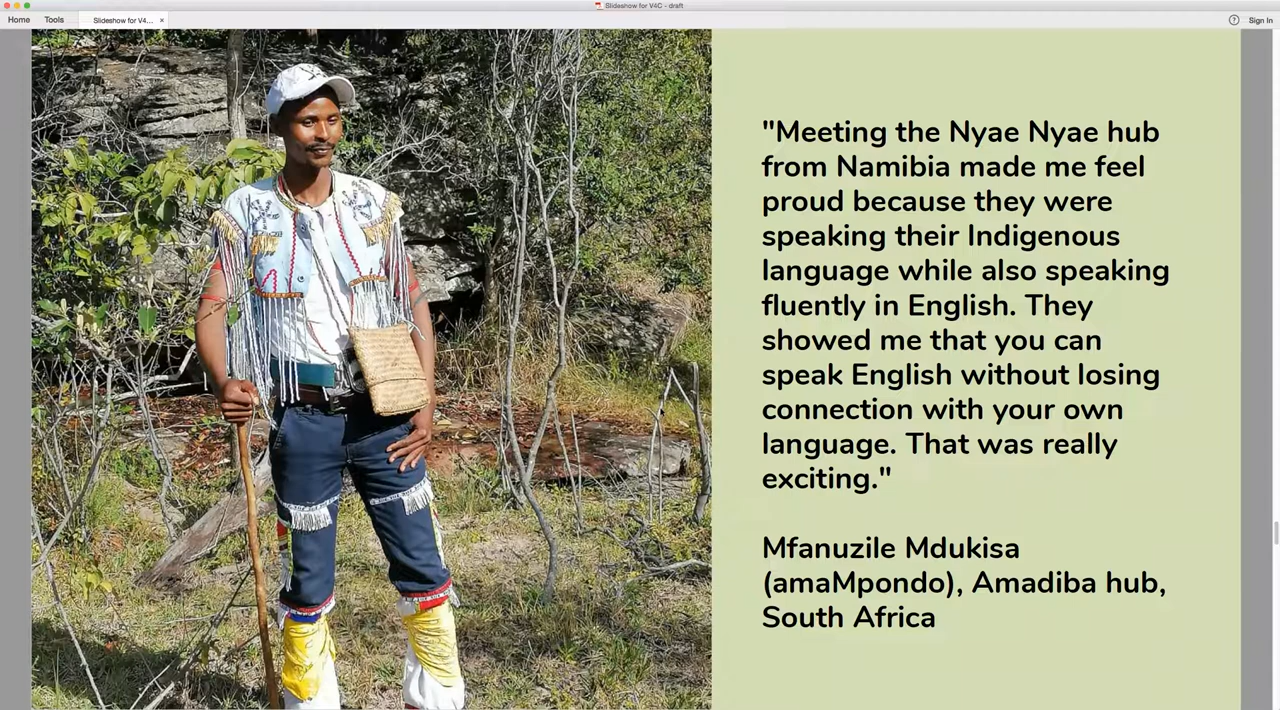 Slideshow for V4C - draft
Home
Tools
Slideshow for V4...
Sign In
"Meeting the Nyae Nyae hub
from Namibia made me feel
proud because they were
speaking their Indigenous
language while also speaking
fluently in English. They
showed me that you can
speak English without losing
connection with your own
language. That was really
exciting."
Mfanuzile Mdukisa
(amaMpondo), Amadiba hub,
South Africa